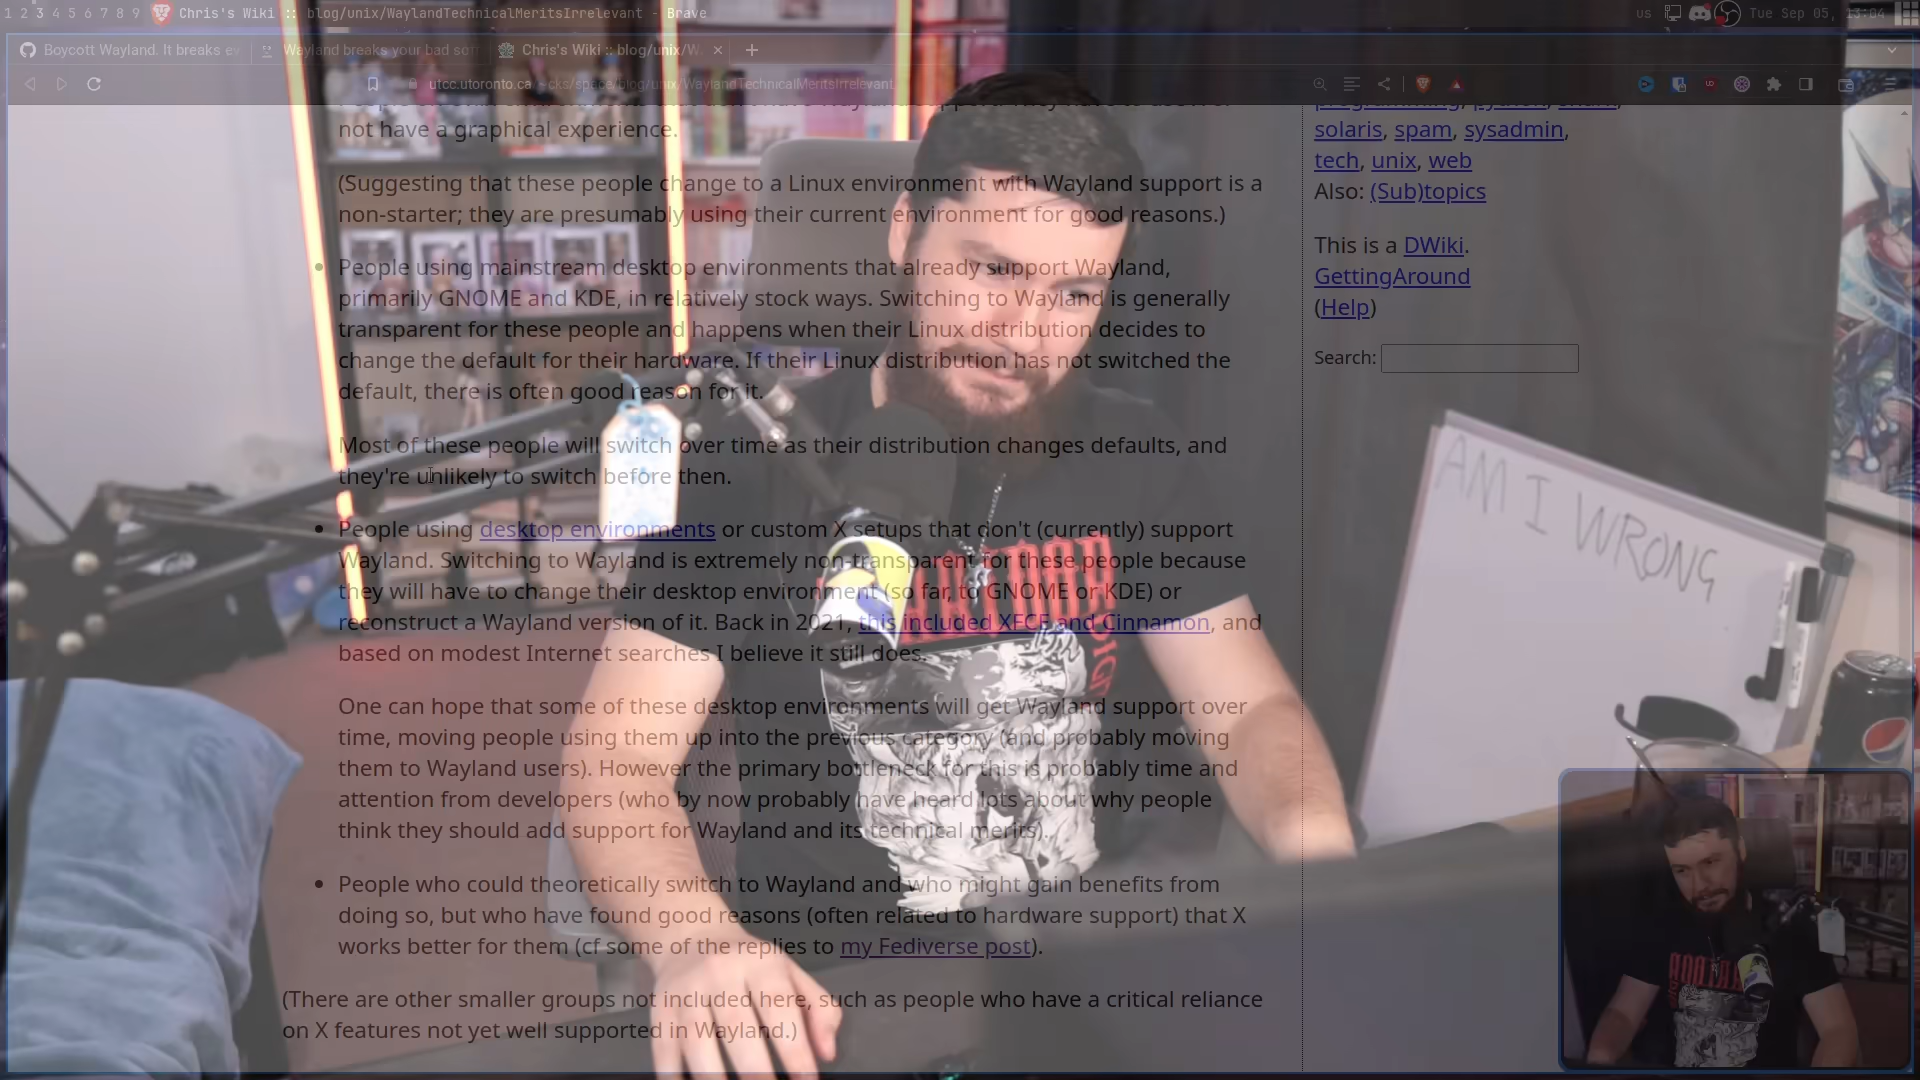 1 2 3 4 5 6 7 8 9 Chris's Wiki :: blog/unix/WaylandTechnicalMeritsIrrelevant - Brave
us Tue Sep 05, 13:04
Boycott Wayland. It breaks ev
Wayland breaks your bad sof
Chris's Wiki :: blog/unix/W
utcc.utoronto.ca/~cks/space/blog/unix/WaylandTechnicalMeritsIrrelevant
not have a graphical experience.
(Suggesting that these people change to a Linux environment with Wayland support is a
non-starter; they are presumably using their current environment for good reasons.)
• People using mainstream desktop environments that already support Wayland,
primarily GNOME and KDE, in relatively stock ways. Switching to Wayland is generally
transparent for these people and happens when their Linux distribution decides to
change the default for their hardware. If their Linux distribution has not switched the
default, there is often good reason for it.
Most of these people will switch over time as their distribution changes defaults, and
they're unlikely to switch before then.
• People using desktop environments or custom X setups that don't (currently) support
Wayland. Switching to Wayland is extremely non-transparent for these people because
they will have to change their desktop environment (so far, to GNOME or KDE) or
reconstruct a Wayland version of it. Back in 2021, this included XFCE and Cinnamon, and
based on modest Internet searches I believe it still does.
One can hope that some of these desktop environments will get Wayland support over
time, moving people using them up into the previous category (and probably moving
them to Wayland users). However the primary bottleneck for this is probably time and
attention from developers (who by now probably have heard lots about why people
think they should add support for Wayland and its technical merits).
• People who could theoretically switch to Wayland and who might gain benefits from
doing so, but who have found good reasons (often related to hardware support) that X
works better for them (cf some of the replies to my Fediverse post).
(There are other smaller groups not included here, such as people who have a critical reliance
on X features not yet well supported in Wayland.)
solaris, spam, sysadmin,
tech, unix, web
Also: (Sub)topics
This is a DWiki.
GettingAround
(Help)
Search:
AM I WRONG